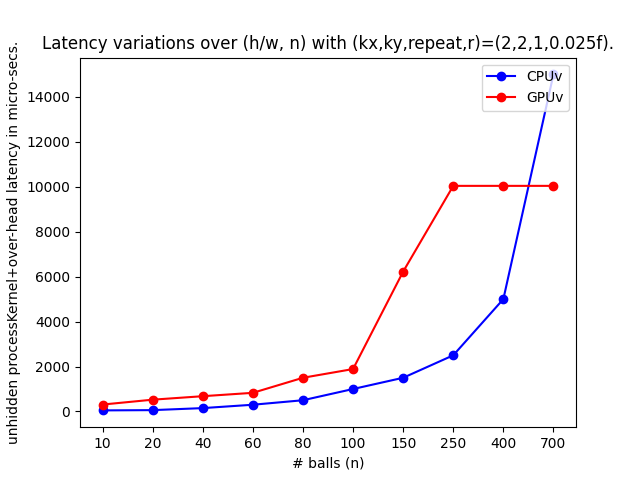 Latency variations over (h/w, n) with (kx,ky,repeat,r)=(2,2,1,0.025f).
unhidden processKernel+over-head latency in micro-secs.
CPUv
GPUv
14000
12000
10000
8000
6000
4000
2000
0
10 20 40 60 80 100 150 250 400 700
# balls (n)